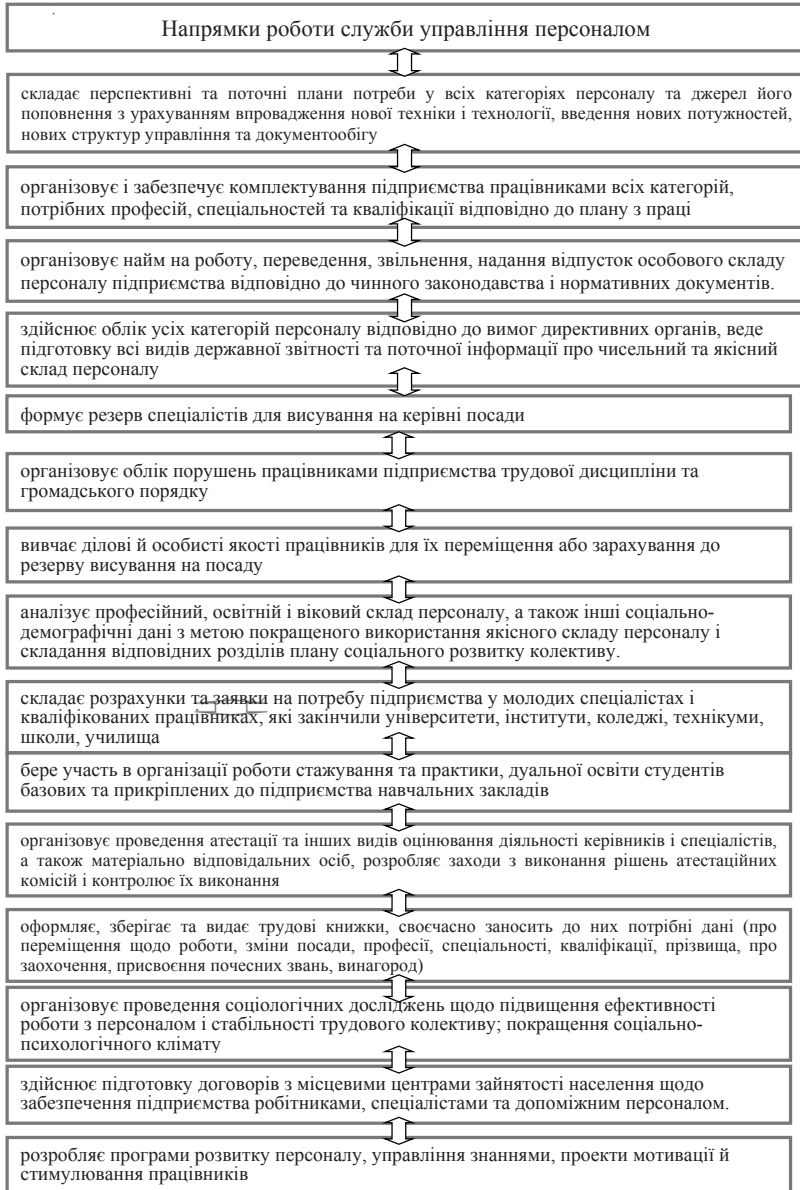 Напрямки роботи служби управління персоналом
складає перспективні та поточні плани потреби у всіх категоріях персоналу та джерел його
поповнення з урахуванням впровадження нової техніки і технології, введення нових потужностей,
нових структур управління та документообігу
організовує і забезпечує комплектування підприємства працівниками всіх категорій,
потрібних професій, спеціальностей та кваліфікації відповідно до плану з праці
організовує найм на роботу, переведення, звільнення, надання відпусток особового складу
персоналу підприємства відповідно до чинного законодавства і нормативних документів.
здійснює облік усіх категорій персоналу відповідно до вимог директивних органів, веде
підготовку всі видів державної звітності та поточної інформації про чисельний та якісний
склад персоналу
формує резерв спеціалістів для висування на керівні посади
організовує облік порушень працівниками підприємства трудової дисципліни та
громадського порядку
вивчає ділові й особисті якості працівників для їх переміщення або зарахування до
резерву висування на посаду
аналізує професійний, освітній і віковий склад персоналу, а також інші соціально-
демографічні дані з метою покращеного використання якісного складу персоналу і
складання відповідних розділів плану соціального розвитку колективу.
складає розрахунки та заявки на потребу підприємства у молодих спеціалістах і
кваліфікованих працівниках, які закінчили університети, інститути, коледжі, технікуми,
школи, училища
бере участь в організації роботи стажування та практики, дуальної освіти студентів
базових та прикріплених до підприємства навчальних закладів
організовує проведення атестації та інших видів оцінювання діяльності керівників і спеціалістів,
а також матеріально відповідальних осіб, розробляє заходи з виконання рішень атестаційних
комісій і контролює їх виконання
оформляє, зберігає та видає трудові книжки, своєчасно заносить до них потрібні дані (про
переміщення щодо роботи, зміни посади, професії, спеціальності, кваліфікації, прізвища, про
заохочення, присвоєння почесних звань, винагород)
організовує проведення соціологічних досліджень щодо підвищення ефективності
роботи з персоналом і стабільності трудового колективу; покращення соціально-
психологічного клімату
здійснює підготовку договорів з місцевими центрами зайнятості населення щодо
забезпечення підприємства робітниками, спеціалістами та допоміжним персоналом.
розробляє програми розвитку персоналу, управління знаннями, проекти мотивації й
стимулювання працівників